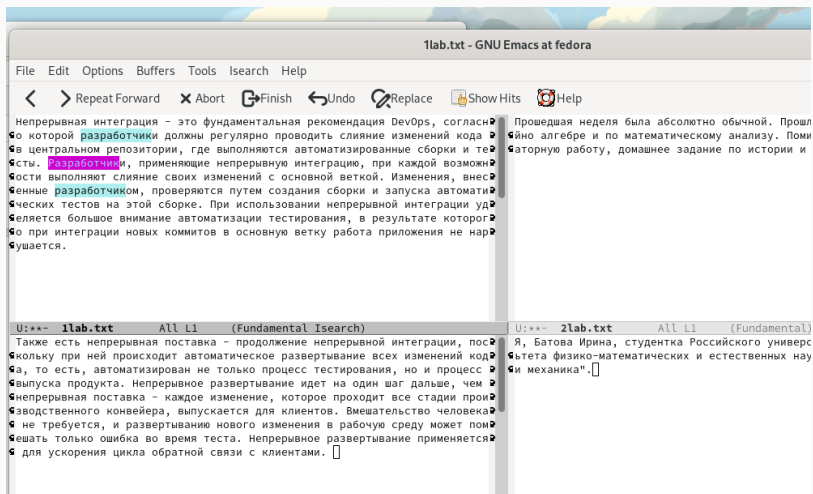 1lab.txt - GNU Emacs at fedora
File Edit Options Buffers Tools Isearch Help
Repeat Forward Abort Finish Undo Replace Show Hits Help
Непрерывная интеграция - это фундаментальная рекомендация DevOps, согласн
о которой разработчики должны регулярно проводить слияние изменений кода
в центральном репозитории, где выполняются автоматизированные сборки и те
сты. Разработчики, применяющие непрерывную интеграцию, при каждой возможн
ости выполняют слияние своих изменений с основной веткой. Изменения, внес
енные разработчиком, проверяются путем создания сборки и запуска автомати
ческих тестов на этой сборке. При использовании непрерывной интеграции уд
еляется большое внимание автоматизации тестирования, в результате которог
о при интеграции новых коммитов в основную ветку работа приложения не нар
ушается.
U:**- 1lab.txt All L1 (Fundamental Isearch)
Прошедшая неделя была абсолютно обычной.
йно алгебре и по математическому анализу.
аторную работу, домашнее задание по истории и
U:**- 2lab.txt All L1 (Fundamental)
Также есть непрерывная поставка - продолжение непрерывной интеграции, пос
кольку при ней происходит автоматическое развертывание всех изменений код
а, то есть, автоматизирован не только процесс тестирования, но и процесс
выпуска продукта. Непрерывное развертывание идет на один шаг дальше, чем
непрерывная поставка - каждое изменение, которое проходит все стадии прои
зводственного конвейера, выпускается для клиентов. Вмешательство человека
не требуется, и развертыванию нового изменения в рабочую среду может пом
ешать только ошибка во время теста. Непрерывное развертывание применяется
для ускорения цикла обратной связи с клиентами.
Я, Батова Ирина, студентка Российского универс
ьтета физико-математических и естественных нау
и механика".